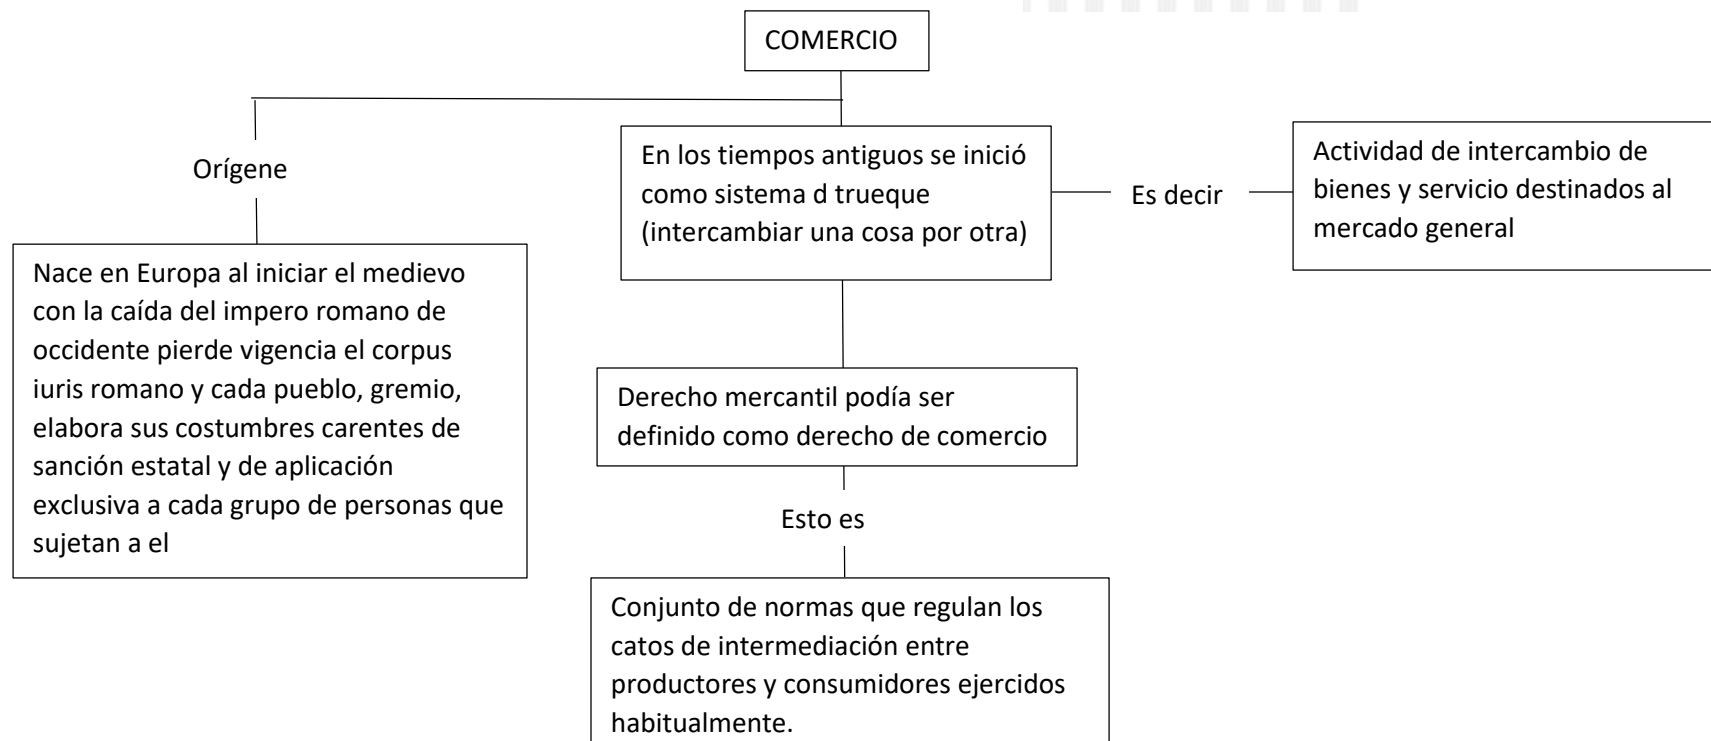 COMERCIO
Orígene
Nace en Europa al iniciar el medievo
con la caída del impero romano de
occidente pierde vigencia el corpus
iuris romano y cada pueblo, gremio,
elabora sus costumbres carentes de
sanción estatal y de aplicación
exclusiva a cada grupo de personas que
sujetan a el
En los tiempos antiguos se inició
como sistema d trueque
(intercambiar una cosa por otra)
Es decir
Actividad de intercambio de
bienes y servicio destinados al
mercado general
Derecho mercantil podía ser
definido como derecho de comercio
Esto es
Conjunto de normas que regulan los
catos de intermediación entre
productores y consumidores ejercidos
habitualmente.